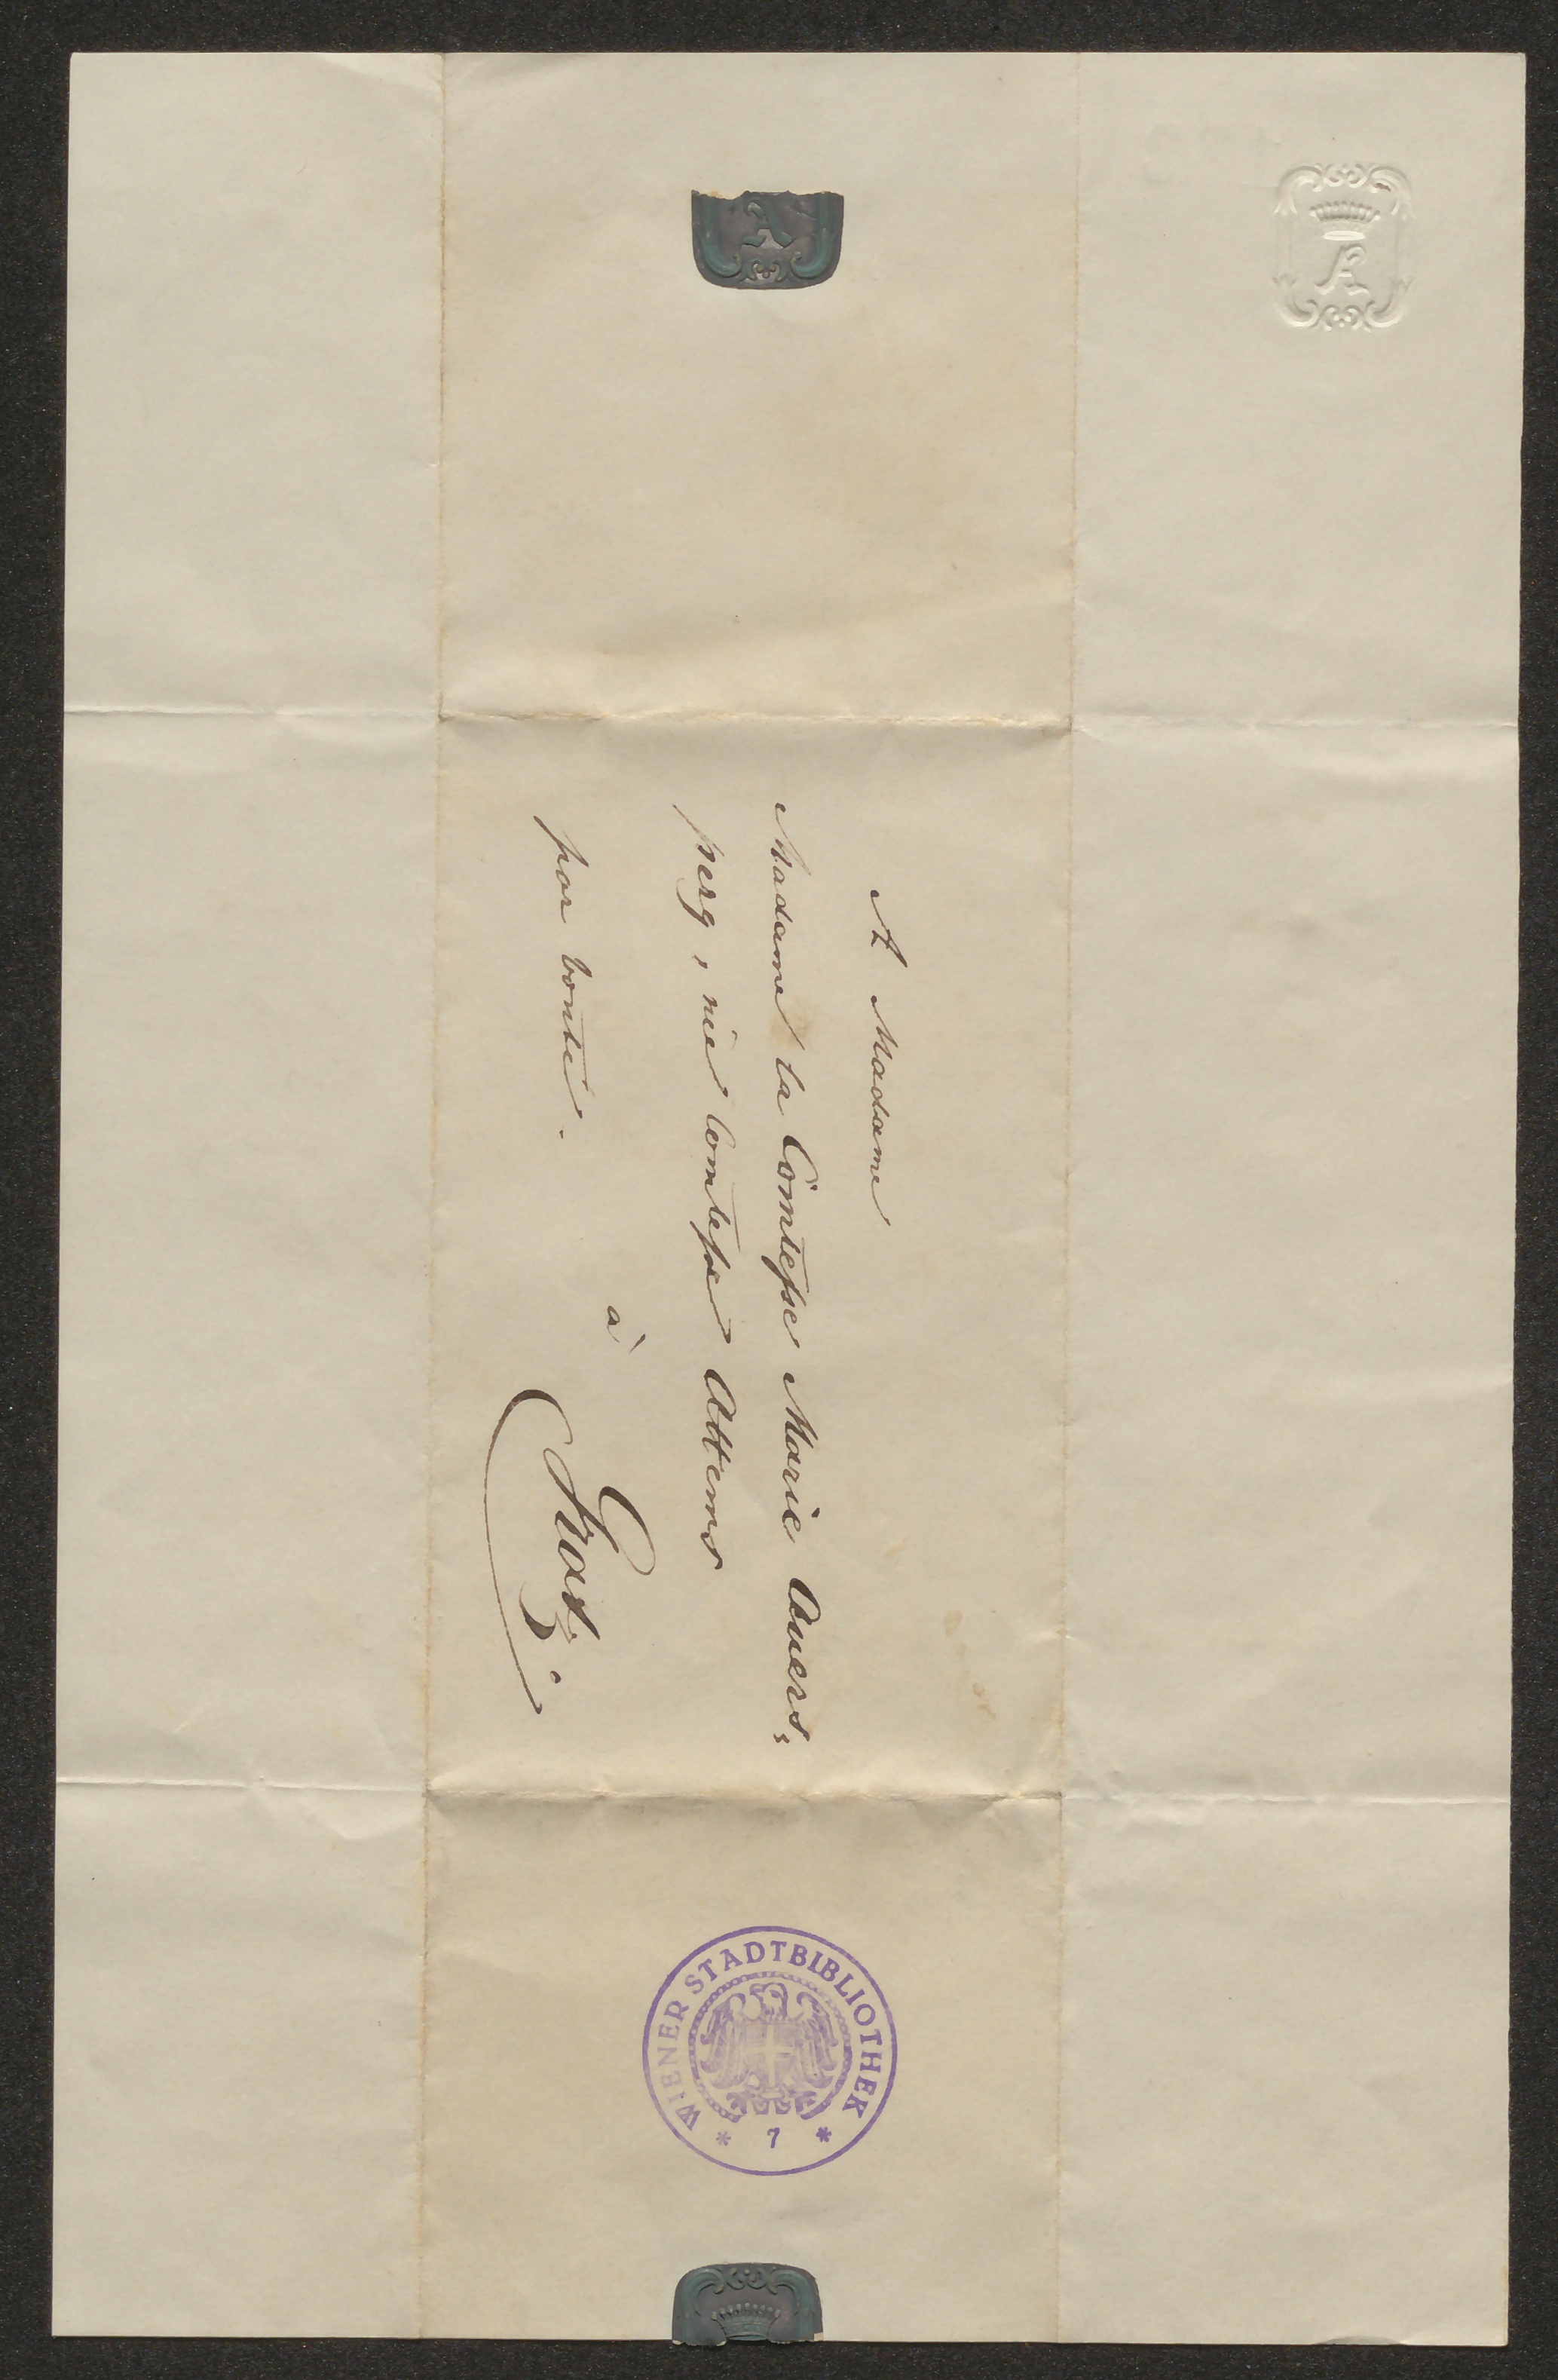 A Madame
Madame la Comtesse Marie Auers=
perg, née Comtesse Attems
à
par bonté.
Gratz.
WIENER STADTBIBLIOTHEK
* 7 *
A
A